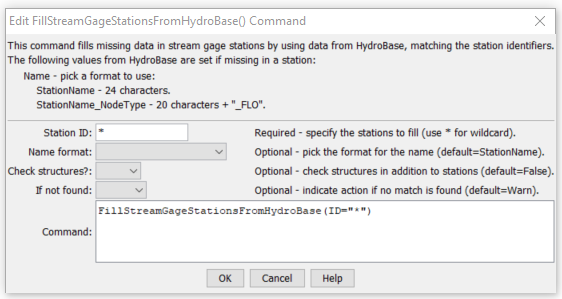 Edit FillStreamGageStationsFromHydroBase() Command
This command fills missing data in stream gage stations by using data from HydroBase, matching the station identifiers.
The following values from HydroBase are set if missing in a station:
Name - pick a format to use:
StationName - 24 characters.
StationName_NodeType - 20 characters + "_FLO".
Station ID: * Required - specify the stations to fill (use * for wildcard).
Name format: Optional - pick the format for the name (default=StationName).
Check structures?: Optional - check structures in addition to stations (default=False).
If not found: Optional - indicate action if no match is found (default=Warn).
Command: FillStreamGageStationsFromHydroBase(ID="*")
OK Cancel Help